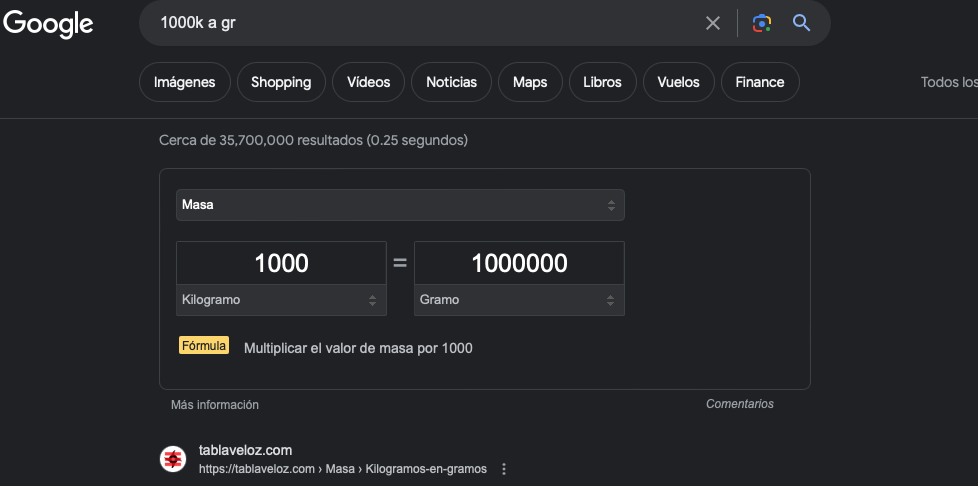 Google
1000k a gr
Imágenes Shopping Vídeos Noticias Maps Libros Vuelos Finance Todos los
Cerca de 35,700,000 resultados (0.25 segundos)
Masa
1000 = 1000000
Kilogramo Gramo
Fórmula Multiplicar el valor de masa por 1000
Más información Comentarios
tablaveloz.com
https://tablaveloz.com › Masa › Kilogramos-en-gramos